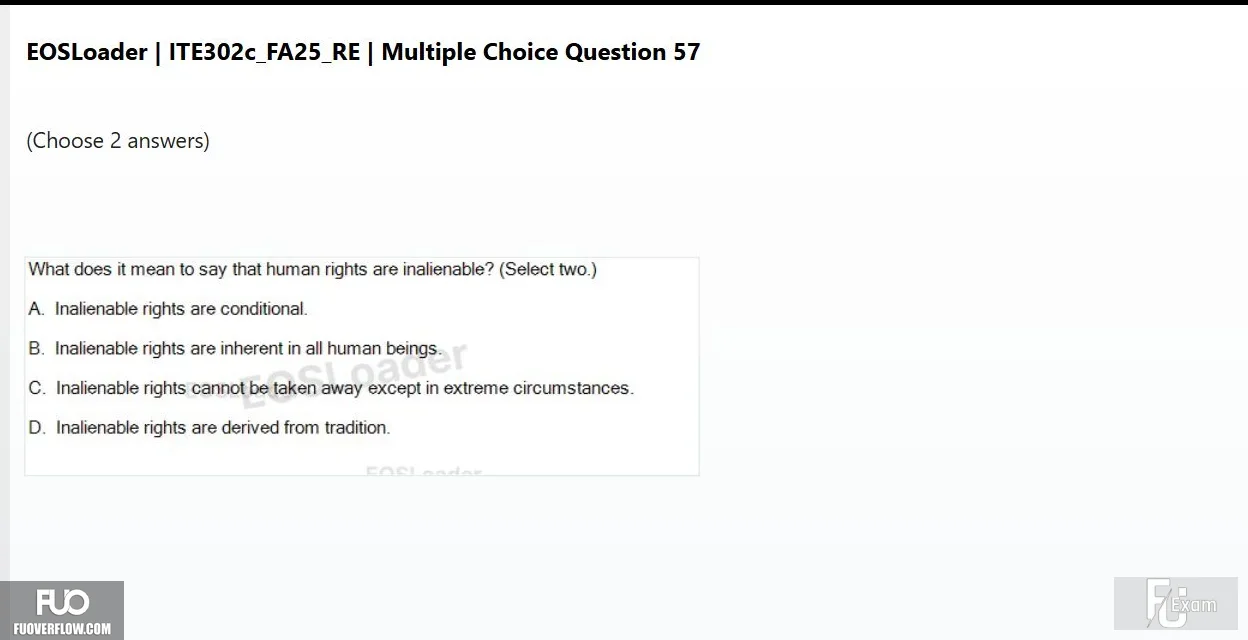 EOSLoader | ITE302c_FA25_RE | Multiple Choice Question 57
(Choose 2 answers)
What does it mean to say that human rights are inalienable? (Select two.)
A. Inalienable rights are conditional.
B. Inalienable rights are inherent in all human beings.
C. Inalienable rights cannot be taken away except in extreme circumstances.
D. Inalienable rights are derived from tradition.
EOSLoader
EOSLoader
FUO
FUOVERFLOW.COM
FU Exam